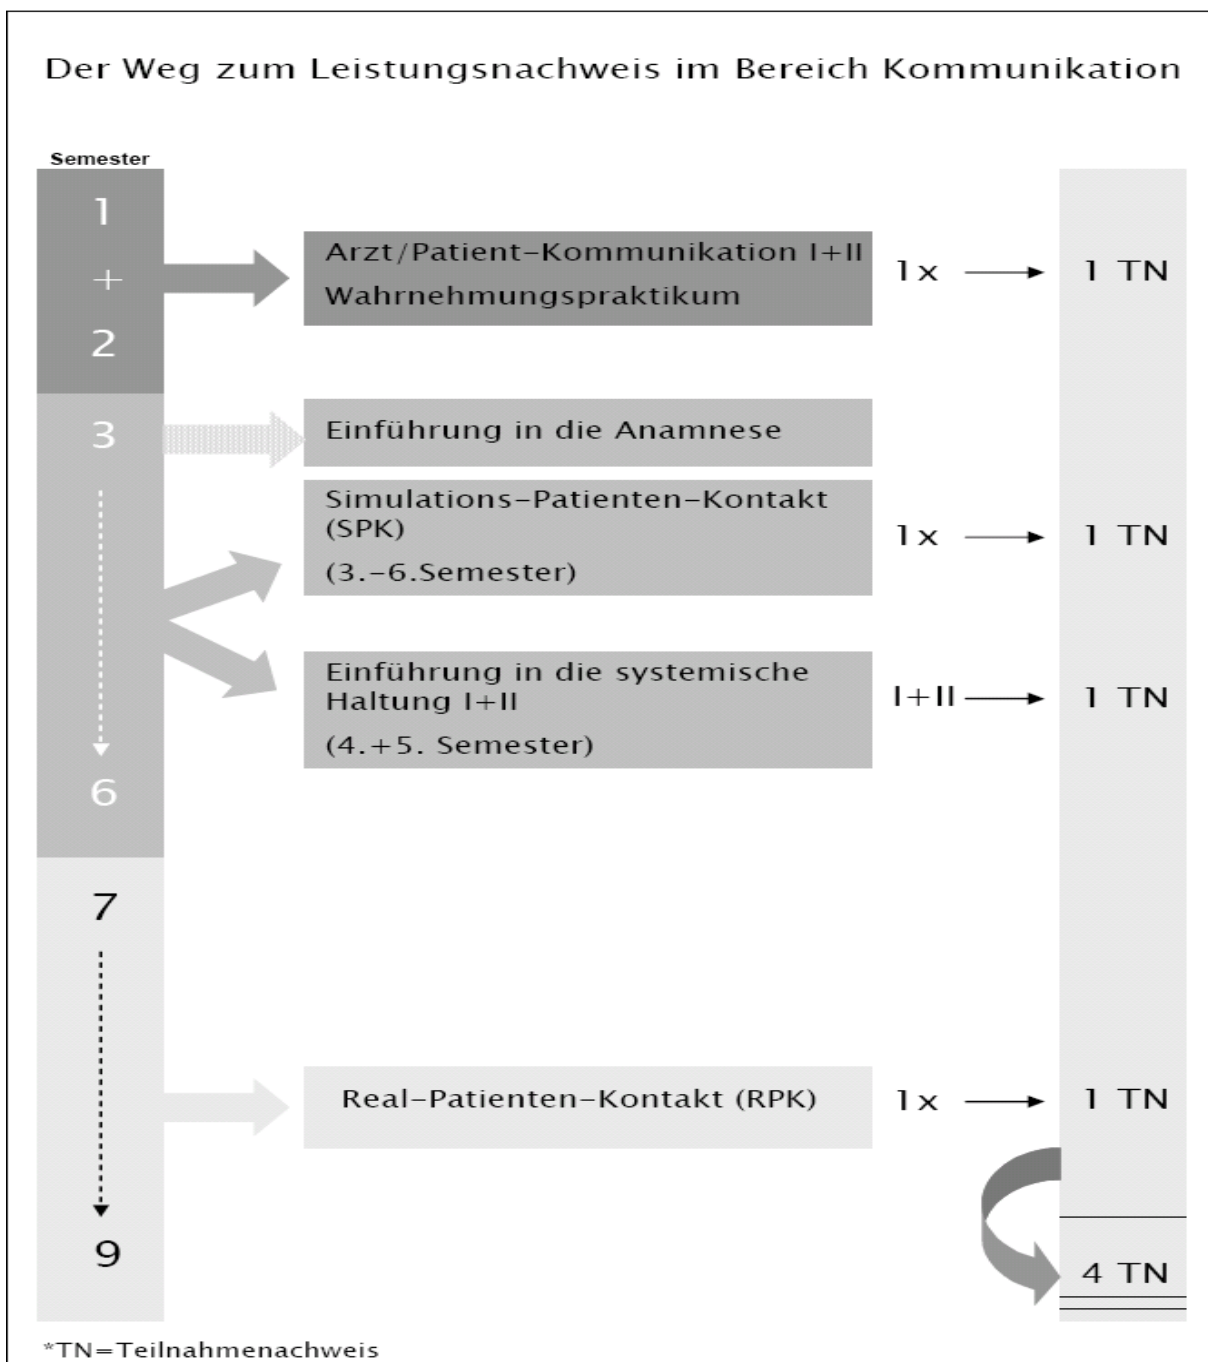 Der Weg zum Leistungsnachweis im Bereich Kommunikation
Semester
1
+
2
Arzt/Patient-Kommunikation I+II
Wahrnehmungspraktikum
1x
1 TN
3
Einführung in die Anamnese
Simulations-Patienten-Kontakt
(SPK)
(3.-6.Semester)
1x
1 TN
Einführung in die systemische
Haltung I+II
(4.+5. Semester)
I+II
1 TN
6
7
Real-Patienten-Kontakt (RPK)
1x
1 TN
9
4 TN
*TN=Teilnahmenachweis